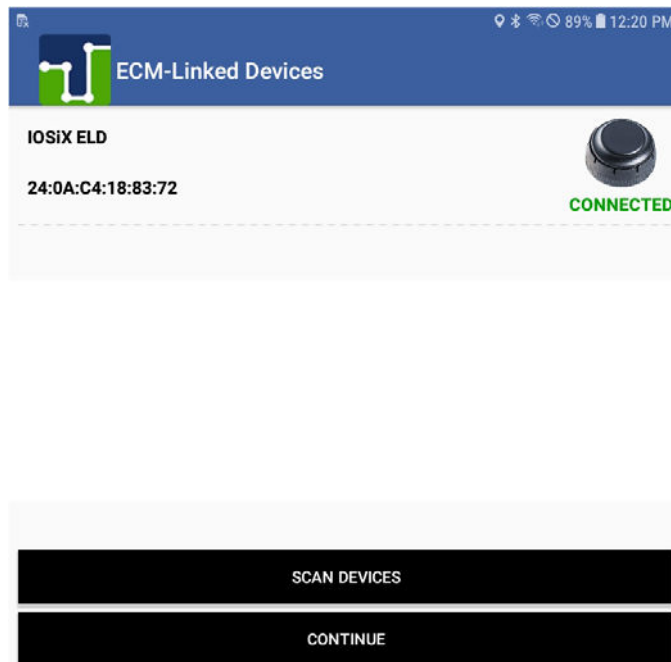 89% 12:20 PM
ECM-Linked Devices
IOSiX ELD
24:0A:C4:18:83:72
CONNECTED
SCAN DEVICES
CONTINUE